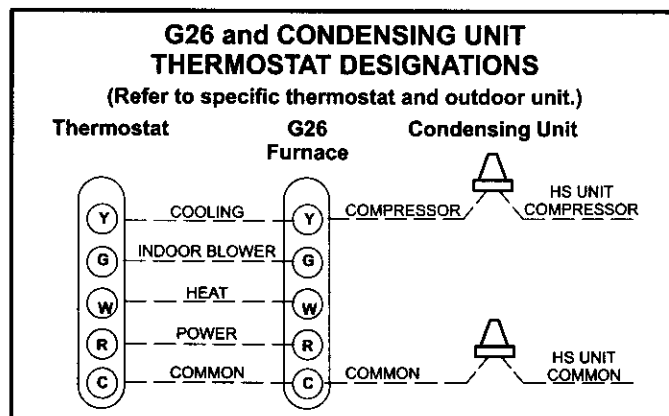 G26 and CONDENSING UNIT
THERMOSTAT DESIGNATIONS
(Refer to specific thermostat and outdoor unit.)
Thermostat G26 Furnace Condensing Unit
Y COOLING Y COMPRESSOR HS UNIT COMPRESSOR
G INDOOR BLOWER G
W HEAT W
R POWER R
C COMMON C COMMON HS UNIT COMMON